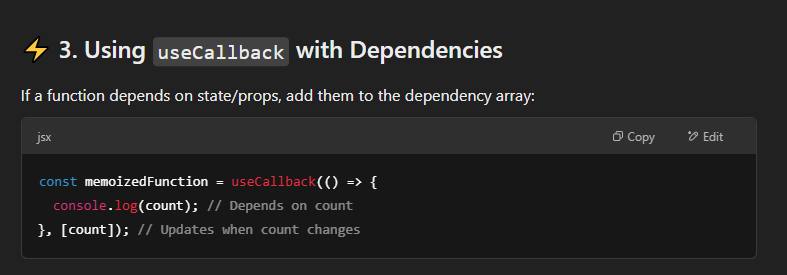 ⚡ 3. Using useCallback with Dependencies
If a function depends on state/props, add them to the dependency array:
jsx Copy Edit
const memoizedFunction = useCallback(() => {
  console.log(count); // Depends on count
}, [count]); // Updates when count changes